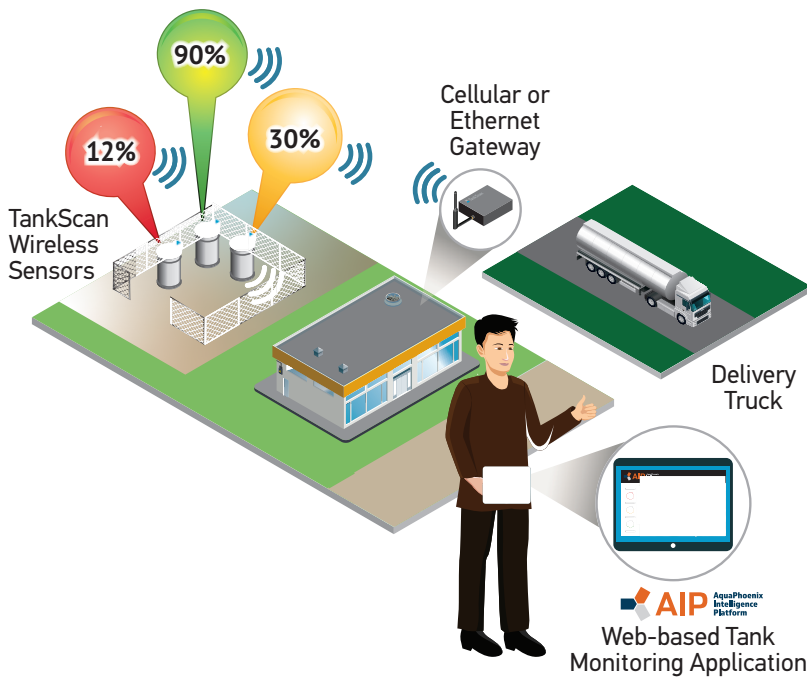 90%
12%
30%
TankScan
Wireless
Sensors
Cellular or
Ethernet
Gateway
Delivery
Truck
AIP
AIP AquaPhoenix
Intelligence
Platform
Web-based Tank
Monitoring Application